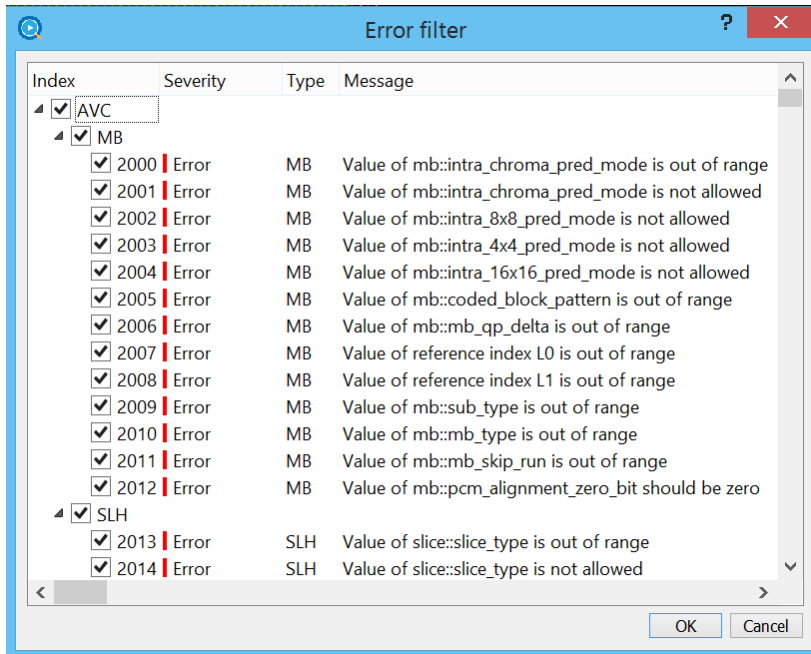 Error filter ?
Index Severity Type Message
AVC
MB
2000 Error MB Value of mb::intra_chroma_pred_mode is out of range
2001 Error MB Value of mb::intra_chroma_pred_mode is not allowed
2002 Error MB Value of mb::intra_8x8_pred_mode is not allowed
2003 Error MB Value of mb::intra_4x4_pred_mode is not allowed
2004 Error MB Value of mb::intra_16x16_pred_mode is not allowed
2005 Error MB Value of mb::coded_block_pattern is out of range
2006 Error MB Value of mb::mb_qp_delta is out of range
2007 Error MB Value of reference index L0 is out of range
2008 Error MB Value of reference index L1 is out of range
2009 Error MB Value of mb::sub_type is out of range
2010 Error MB Value of mb::mb_type is out of range
2011 Error MB Value of mb::mb_skip_run is out of range
2012 Error MB Value of mb::pcm_alignment_zero_bit should be zero
SLH
2013 Error SLH Value of slice::slice_type is out of range
2014 Error SLH Value of slice::slice_type is not allowed
OK Cancel